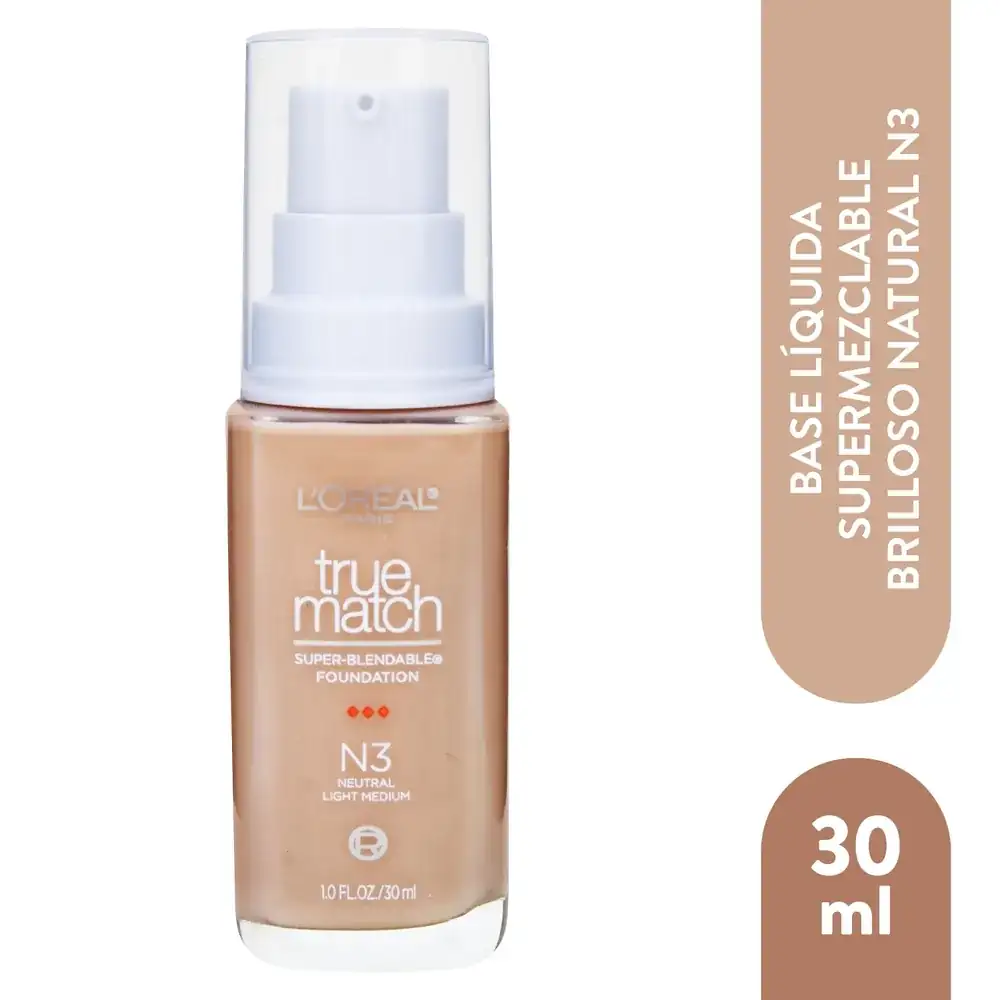 L'ORÉAL®
PARIS
true
match
SUPER-BLENDABLE®
FOUNDATION
N3
NEUTRAL
LIGHT MEDIUM
R
1.0 FL.OZ./30 ml
BASE LÍQUIDA
SUPERMEZCLABLE
BRILLOSO NATURAL N3
30
ml